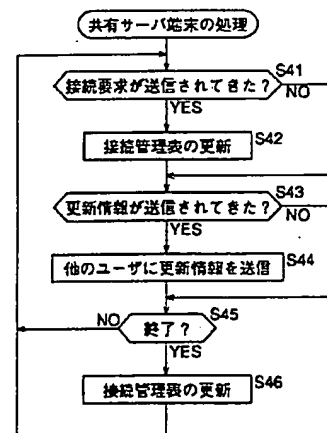 共有サーバ端末の処理
接続要求が送信されてきた？ S41
NO
YES
接続管理表の更新 S42
更新情報が送信されてきた？ S43
NO
YES
他のユーザに更新情報を送信 S44
NO 終了？ S45
YES
接続管理表の更新 S46